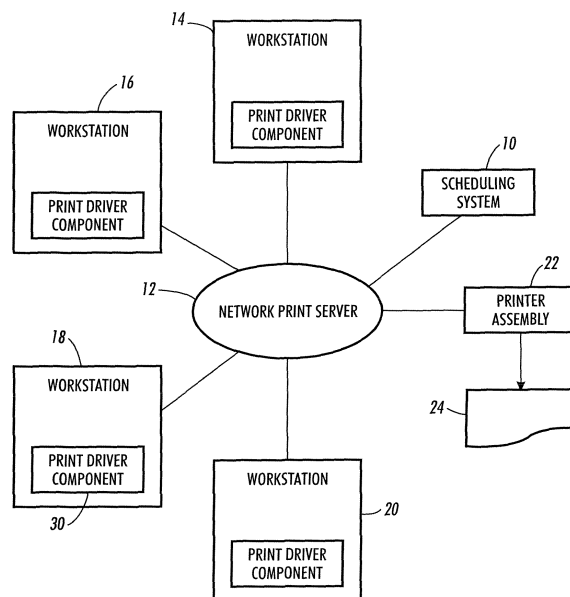 14
WORKSTATION
PRINT DRIVER
COMPONENT
16
WORKSTATION
PRINT DRIVER
COMPONENT
10
SCHEDULING
SYSTEM
12
NETWORK PRINT SERVER
22
PRINTER
ASSEMBLY
24
18
WORKSTATION
PRINT DRIVER
COMPONENT
30
WORKSTATION
20
PRINT DRIVER
COMPONENT